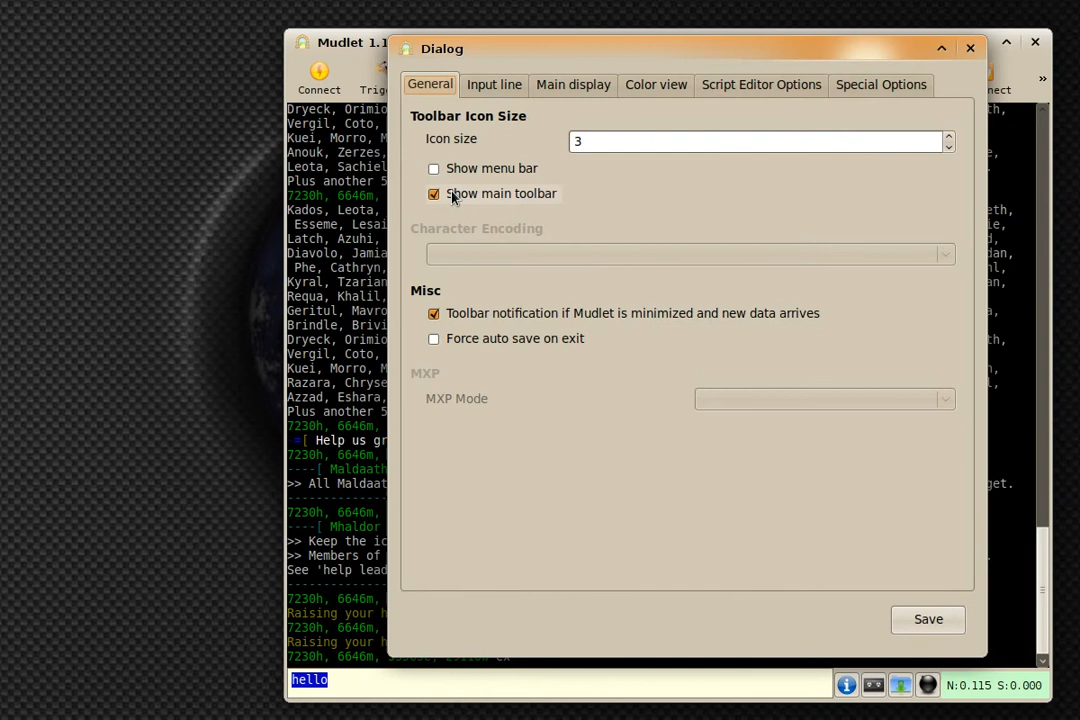 Mudlet 1.1
Dialog
Connect
General
Input line
Main display
Color view
Script Editor Options
Special Options
Toolbar Icon Size
Icon size
3
Show menu bar
Show main toolbar
Character Encoding
Misc
Toolbar notification if Mudlet is minimized and new data arrives
Force auto save on exit
MXP
MXP Mode
Save
Dryeck, Orimio
Vergil, Coto,
Kuei, Morro, M
Anouk, Zerzes,
Leota, Sachiel
Plus another 5
7230h, 6646m,
Kados, Leota,
Esseme, Lesai
Latch, Azuhi,
Diavolo, Jamia
Phe, Cathryn,
Kyral, Tzarian
Requa, Khalil,
Geritul, Mavro
Brindle, Brivi
Dryeck, Orimio
Vergil, Coto,
Kuei, Morro, M
Razara, Chryse
Azzad, Eshara,
Plus another 5
7230h, 6646m,
=[ Help us gr
7230h, 6646m,
----[ Maldaath
>> All Maldaat
get.
7230h, 6646m,
----[ Mhaldor
>> Keep the ic
>> Members of
See 'help lead
7230h, 6646m,
Raising your h
7230h, 6646m,
Raising your h
7230h, 6646m,
hello
N:0.115 S:0.000